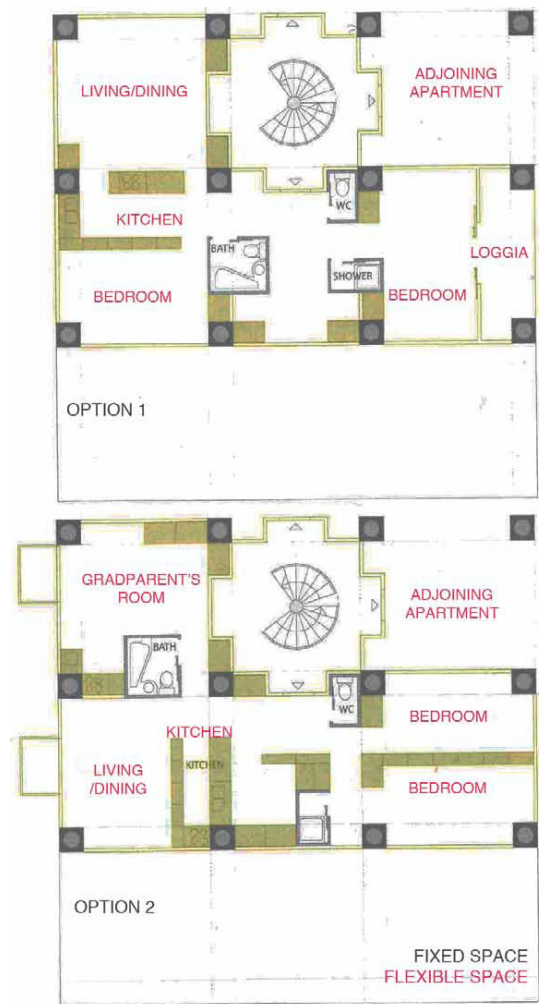 LIVING/DINING
ADJOINING
APARTMENT
KITCHEN
WC
BATH
LOGGIA
SHOWER
BEDROOM
BEDROOM
OPTION 1
GRADPARENT'S
ROOM
ADJOINING
APARTMENT
BATH
WC
KITCHEN
BEDROOM
KITCHEN
LIVING
/DINING
BEDROOM
OPTION 2
FIXED SPACE
FLEXIBLE SPACE